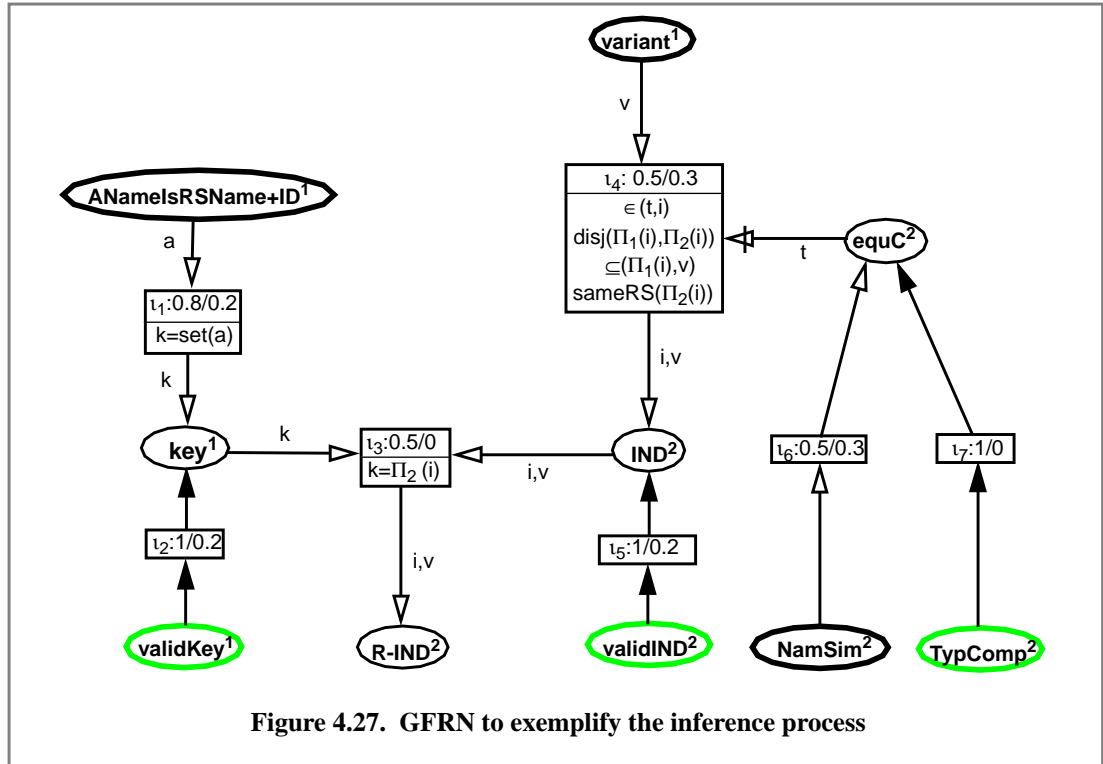 variant¹
v
ι₄: 0.5/0.3
∈(t,i)
disj(Π₁(i),Π₂(i))
⊆(Π₁(i),v)
sameRS(Π₂(i))
ANameIsRSName+ID¹
a
equC²
t
ι₁:0.8/0.2
k=set(a)
i,v
k
key¹
k
ι₃:0.5/0
k=Π₂ (i)
i,v
IND²
ι₆:0.5/0.3
ι₇:1/0
ι₂:1/0.2
i,v
ι₅:1/0.2
validKey¹
R-IND²
validIND²
NamSim²
TypComp²
Figure 4.27. GFRN to exemplify the inference process